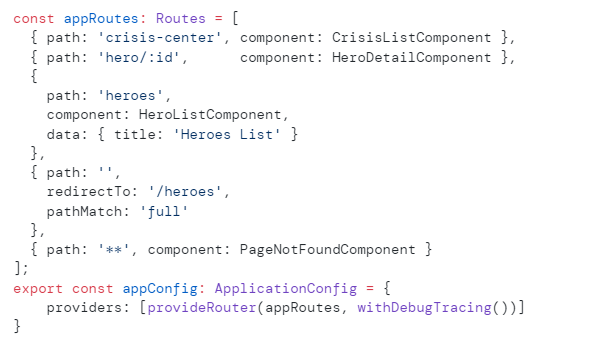 const appRoutes: Routes = [
  { path: 'crisis-center', component: CrisisListComponent },
  { path: 'hero/:id',      component: HeroDetailComponent },
  {
    path: 'heroes',
    component: HeroListComponent,
    data: { title: 'Heroes List' }
  },
  { path: '',
    redirectTo: '/heroes',
    pathMatch: 'full'
  },
  { path: '**', component: PageNotFoundComponent }
];
export const appConfig: ApplicationConfig = {
    providers: [provideRouter(appRoutes, withDebugTracing())]
}